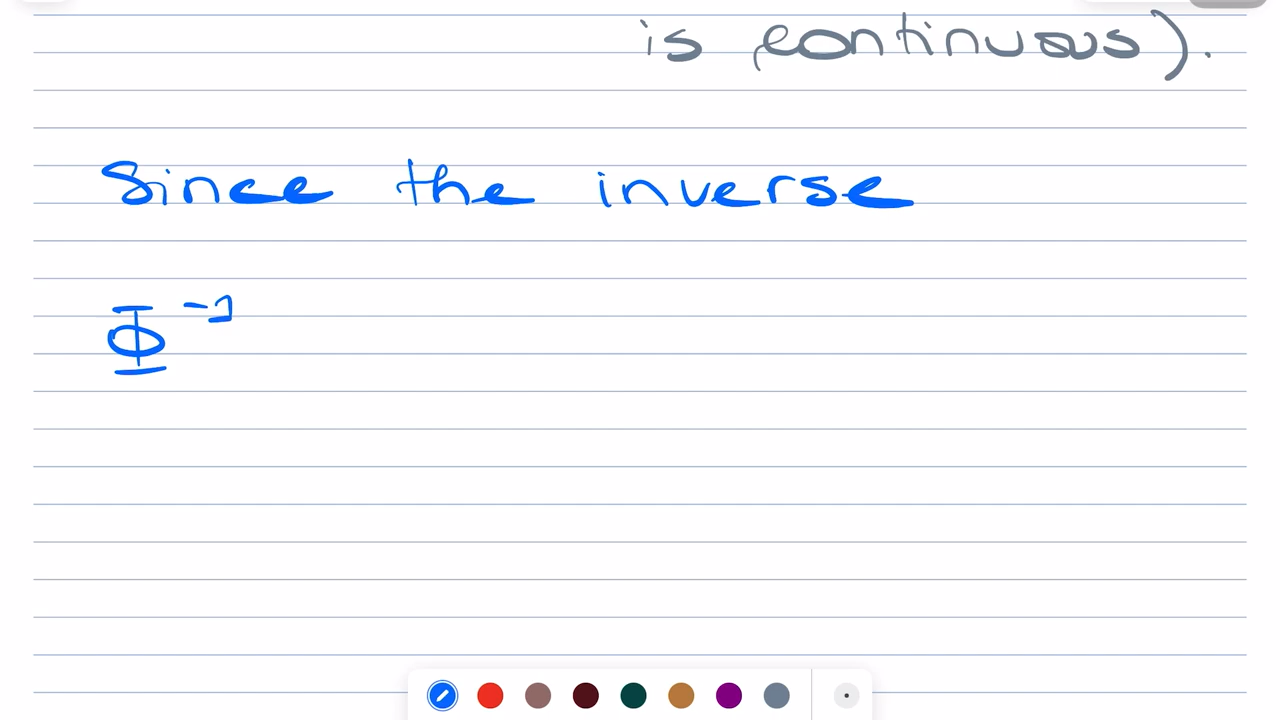 is continuous).
Since the inverse
Φ⁻¹